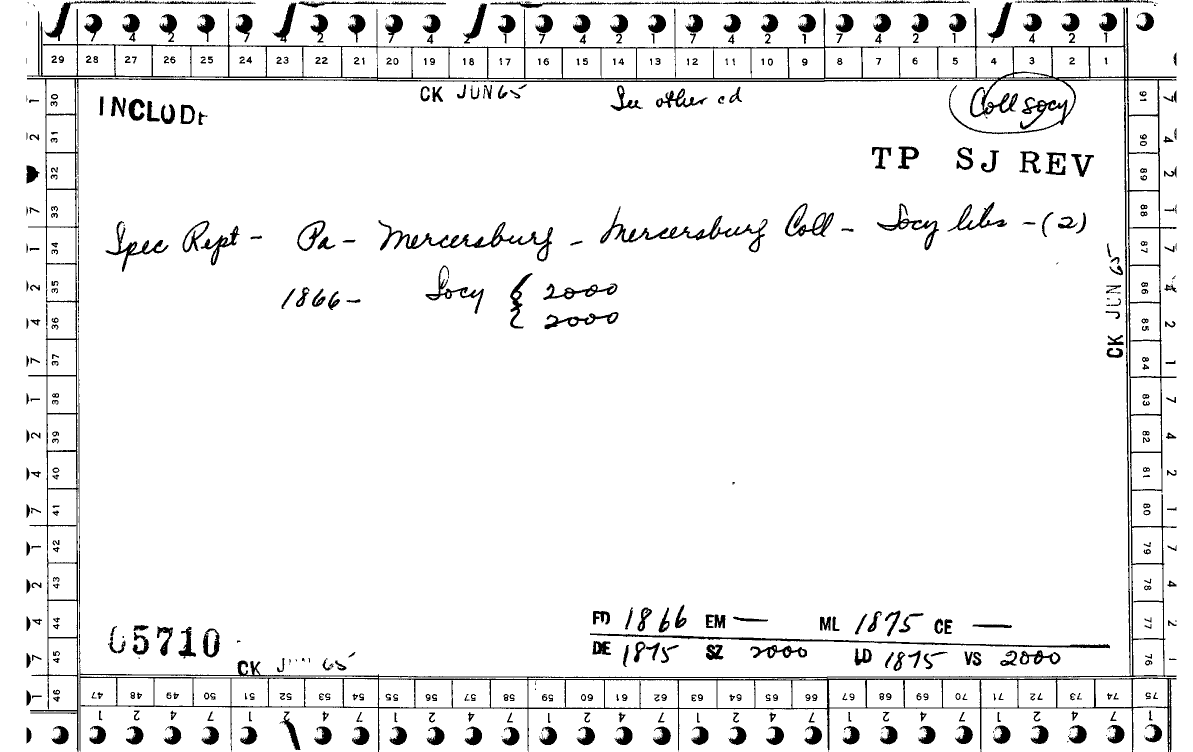 7 4 2 1 7 4 2 1 7 4 2 1 7 4 2 1 7 4 2 1 7 4 2 1 7 4 2 1
29 28 27 26 25 24 23 22 21 20 19 18 17 16 15 14 13 12 11 10 9 8 7 6 5 4 3 2 1
CK JUN 65 See other ed Coll socy
INCLUDE
TP SJ REV
Spec Rept - Pa - Mercersburg - Mercersburg Coll - Socy libs - (2)
1866 - Socy { 2000
2000
CK JUN 65
30 31 32 33 34 35 36 37 38 39 40 41 42 43 44 45 46
91 90 89 88 87 86 85 84 83 82 81 80 79 78 77 76 75
FD 1866 EM — ML 1875 CE —
05710
DE 1875 SZ 2000 LD 1875 VS 2000
CK JUN 65
47 48 49 50 51 52 53 54 55 56 57 58 59 60 61 62 63 64 65 66 67 68 69 70 71 72 73 74 75
1 2 4 7 1 2 4 7 1 2 4 7 1 2 4 7 1 2 4 7 1 2 4 7 1 2 4 7 1